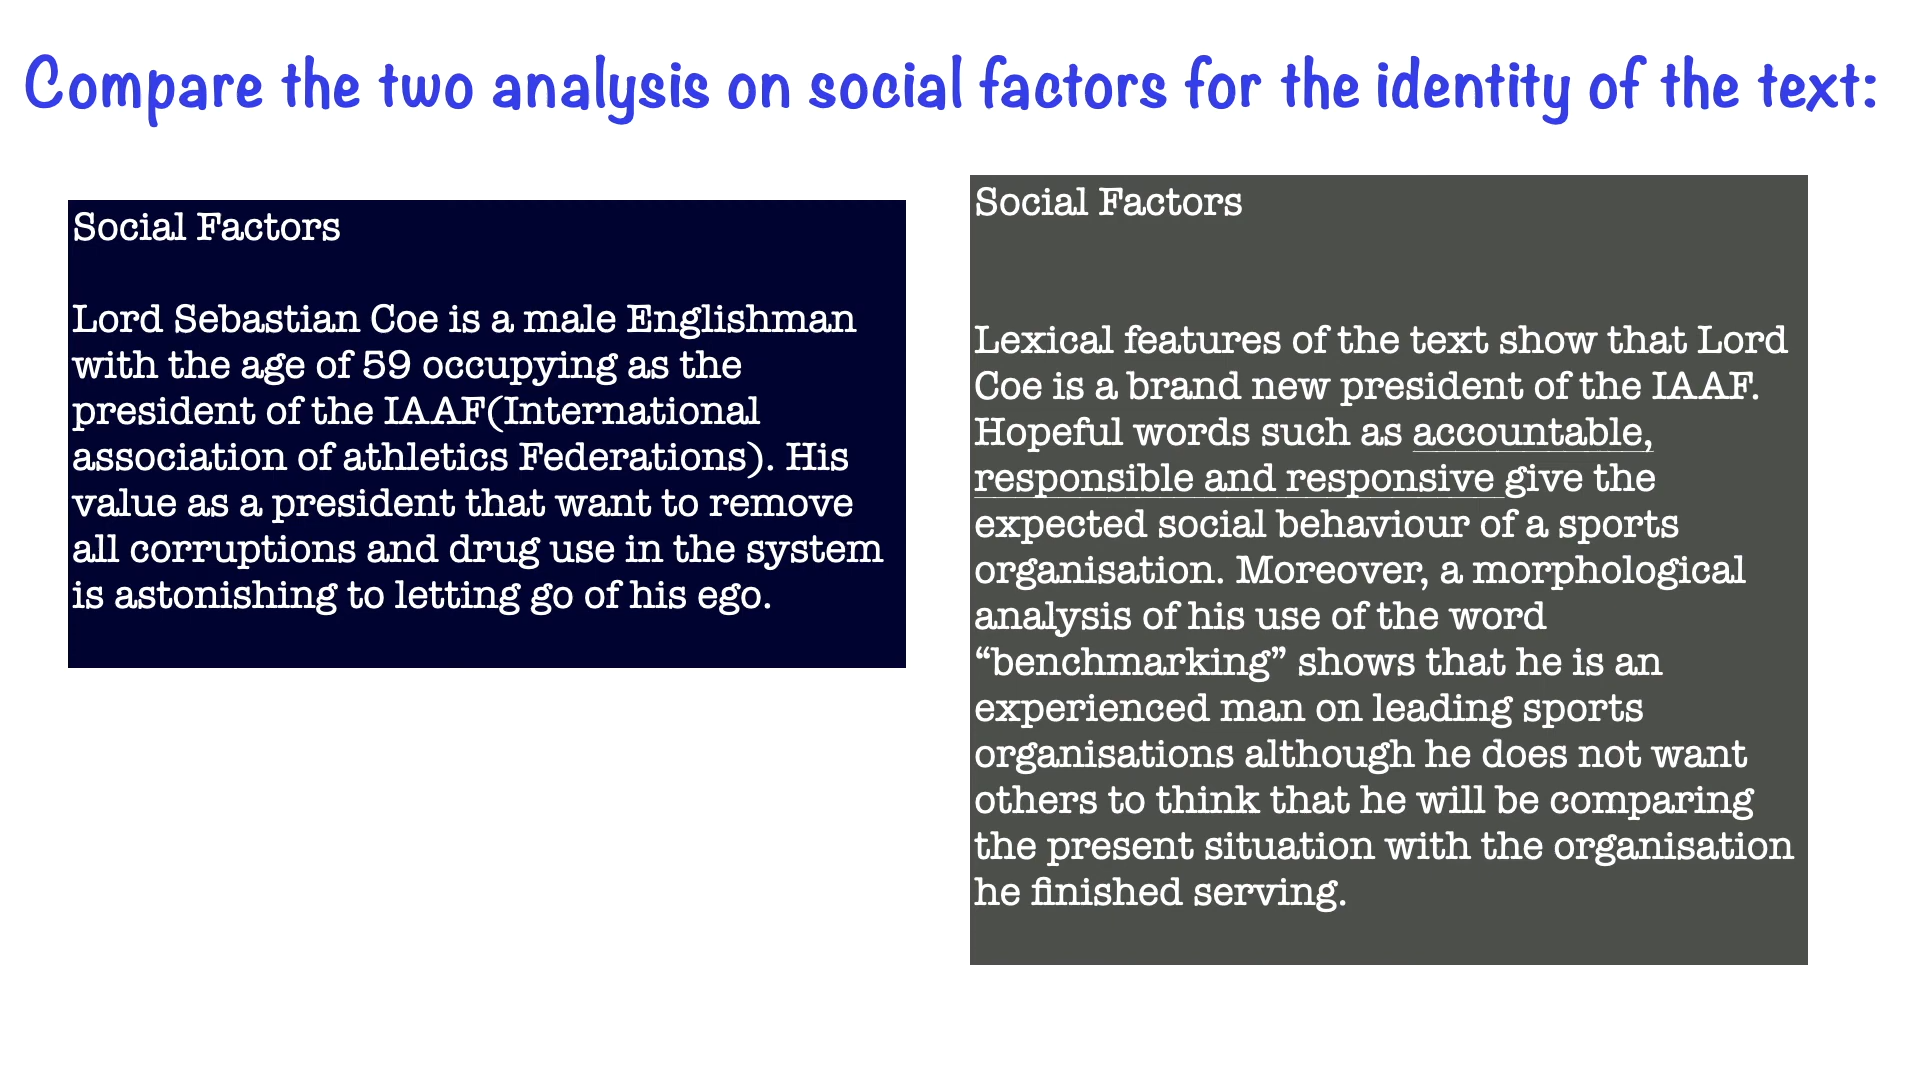 Compare the two analysis on social factors for the identity of the text:
Social Factors
Lord Sebastian Coe is a male Englishman
with the age of 59 occupying as the
president of the IAAF(International
association of athletics Federations). His
value as a president that want to remove
all corruptions and drug use in the system
is astonishing to letting go of his ego.
Social Factors
Lexical features of the text show that Lord
Coe is a brand new president of the IAAF.
Hopeful words such as accountable,
responsible and responsive give the
expected social behaviour of a sports
organisation. Moreover, a morphological
analysis of his use of the word
“benchmarking” shows that he is an
experienced man on leading sports
organisations although he does not want
others to think that he will be comparing
the present situation with the organisation
he finished serving.